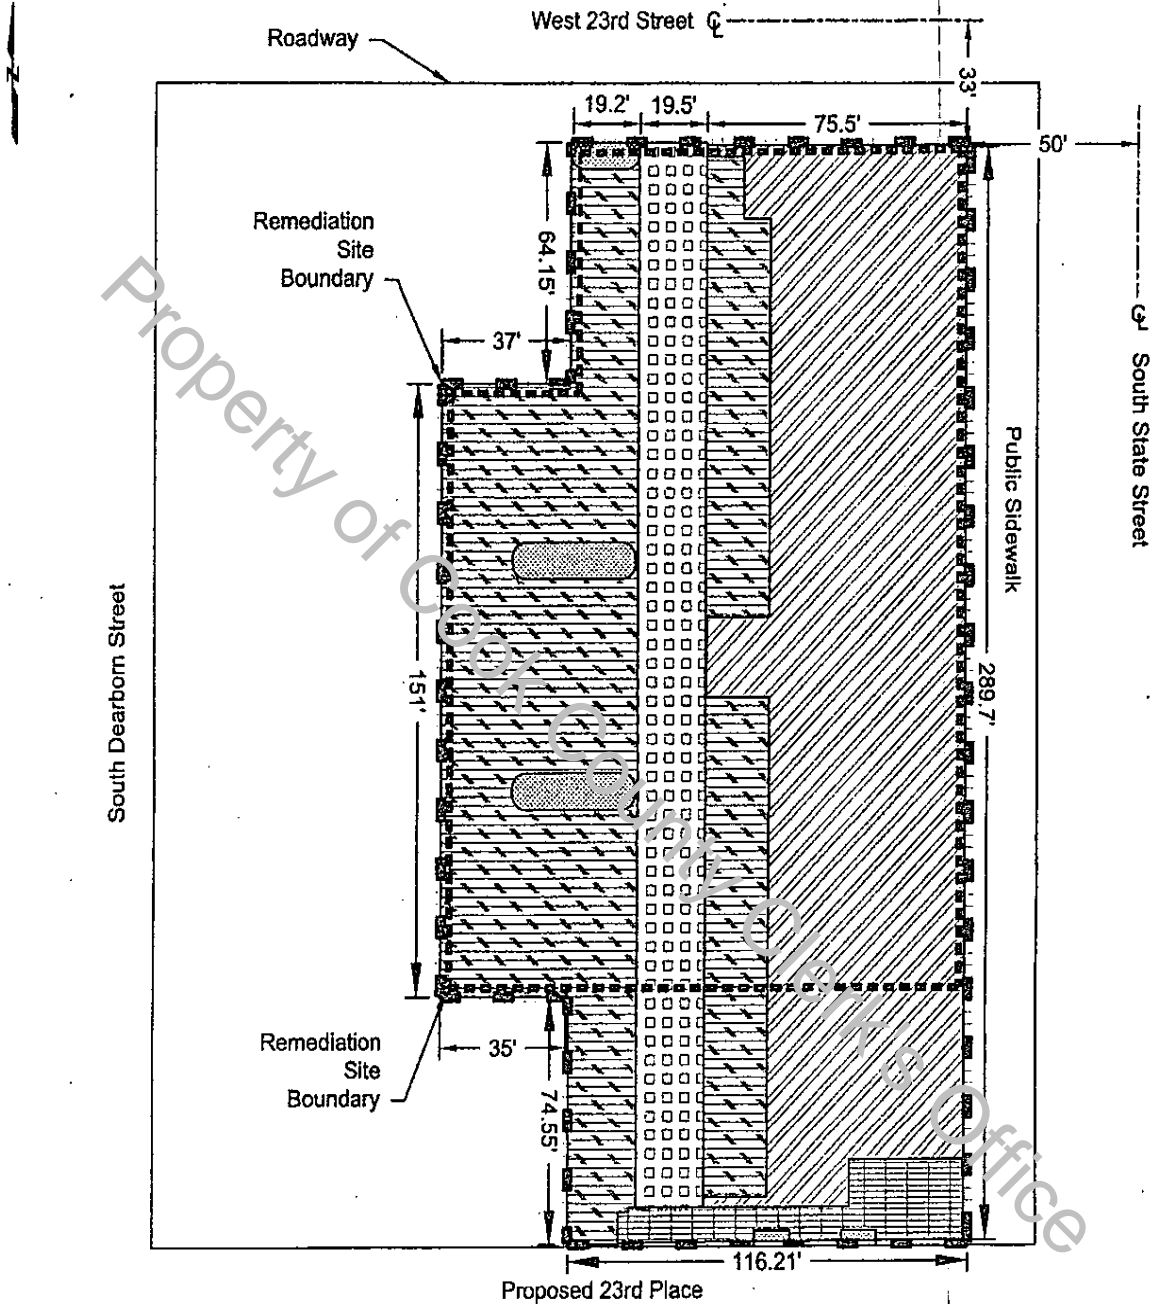 West 23rd Street ℄
Roadway
33'
19.2'
19.5'
75.5'
50'
N
Remediation
Site
Boundary
64.15'
37'
℄ South State Street
Public Sidewalk
South Dearborn Street
151'
289.7'
Remediation
Site
Boundary
35'
74.55'
116.21'
Proposed 23rd Place
Property of Cook County Clerk's Office